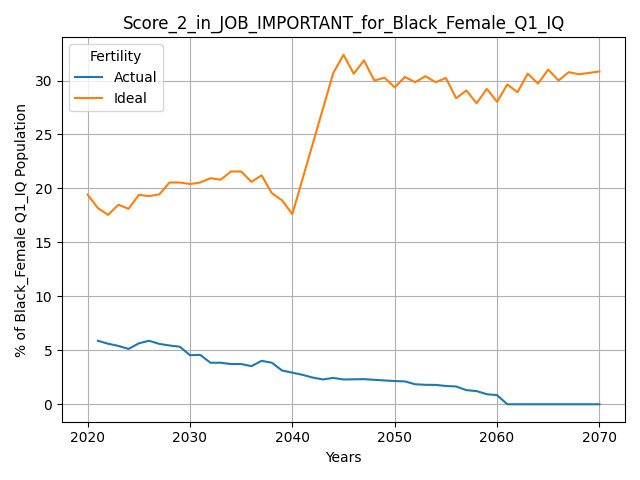 Score_2_in_JOB_IMPORTANT_for_Black_Female_Q1_IQ
Fertility
Actual
Ideal
% of Black_Female Q1_IQ Population
30
25
20
15
10
5
0
2020 2030 2040 2050 2060 2070
Years